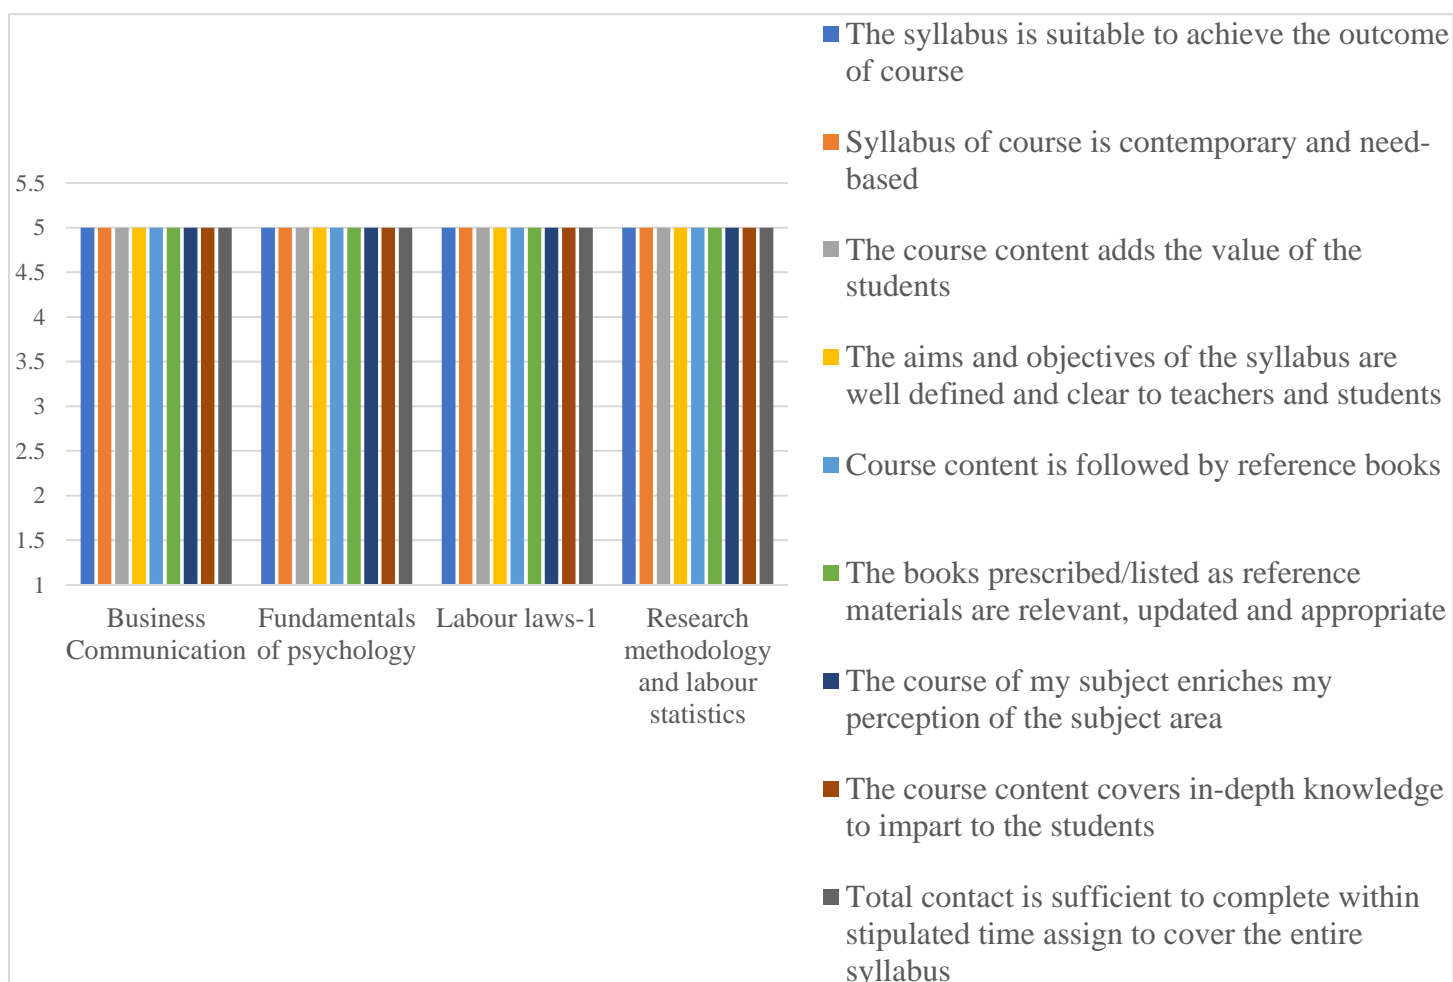 5.5
5
4.5
4
3.5
3
2.5
2
1.5
1
Business
Communication
Fundamentals
of psychology
Labour laws-1
Research
methodology
and labour
statistics
The syllabus is suitable to achieve the outcome
of course
Syllabus of course is contemporary and need-
based
The course content adds the value of the
students
The aims and objectives of the syllabus are
well defined and clear to teachers and students
Course content is followed by reference books
The books prescribed/listed as reference
materials are relevant, updated and appropriate
The course of my subject enriches my
perception of the subject area
The course content covers in-depth knowledge
to impart to the students
Total contact is sufficient to complete within
stipulated time assign to cover the entire
syllabus